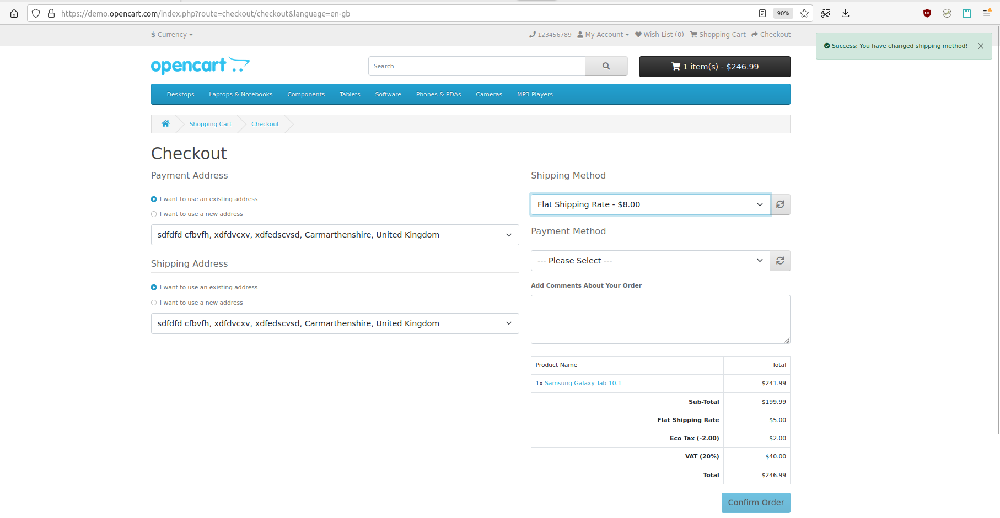 https://demo.opencart.com/index.php?route=checkout/checkout&language=en-gb
90%
$ Currency
123456789 My Account Wish List (0) Shopping Cart Checkout
Success: You have changed shipping method!
opencart
Search
1 item(s) - $246.99
Desktops Laptops & Notebooks Components Tablets Software Phones & PDAs Cameras MP3 Players
Shopping Cart Checkout
Checkout
Payment Address
I want to use an existing address
I want to use a new address
sdfdfd cfbvfh, xdfdvcxv, xdfedscvsd, Carmarthenshire, United Kingdom
Shipping Address
I want to use an existing address
I want to use a new address
sdfdfd cfbvfh, xdfdvcxv, xdfedscvsd, Carmarthenshire, United Kingdom
Shipping Method
Flat Shipping Rate - $8.00
Payment Method
--- Please Select ---
Add Comments About Your Order
Product Name Total
1x Samsung Galaxy Tab 10.1 $241.99
Sub-Total $199.99
Flat Shipping Rate $5.00
Eco Tax (-2.00) $2.00
VAT (20%) $40.00
Total $246.99
Confirm Order